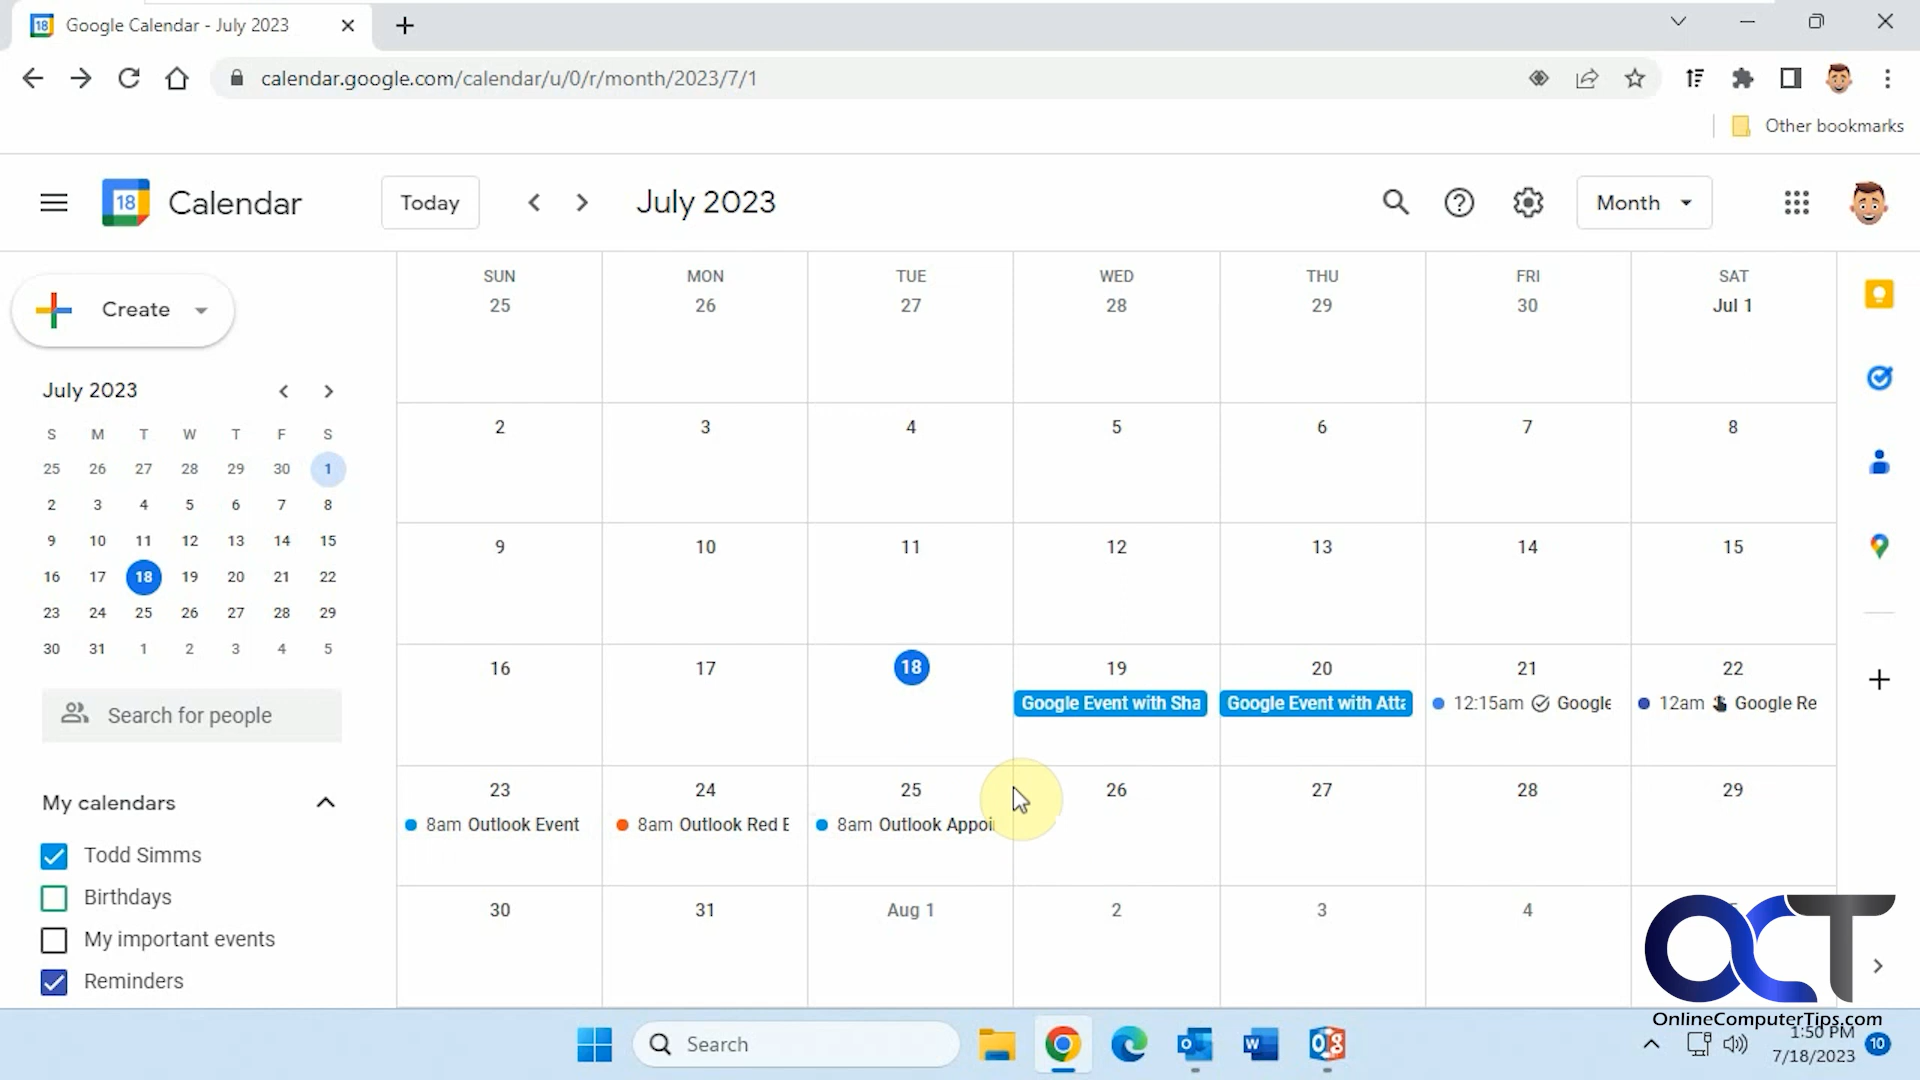 18 Google Calendar - July 2023
calendar.google.com/calendar/u/0/r/month/2023/7/1
Other bookmarks
18 Calendar Today July 2023 Month
Create
July 2023
S M T W T F S
25 26 27 28 29 30 1
2 3 4 5 6 7 8
9 10 11 12 13 14 15
16 17 18 19 20 21 22
23 24 25 26 27 28 29
30 31 1 2 3 4 5
Search for people
My calendars
Todd Simms
Birthdays
My important events
Reminders
SUN MON TUE WED THU FRI SAT
25 26 27 28 29 30 Jul 1
2 3 4 5 6 7 8
9 10 11 12 13 14 15
16 17 18 19 20 21 22
Google Event with Sha Google Event with Atta 12:15am Google 12am Google Re
23 24 25 26 27 28 29
8am Outlook Event 8am Outlook Red E 8am Outlook Appoi
30 31 Aug 1 2 3 4
OCT
OnlineComputerTips.com
Search
1:50 PM
7/18/2023
10